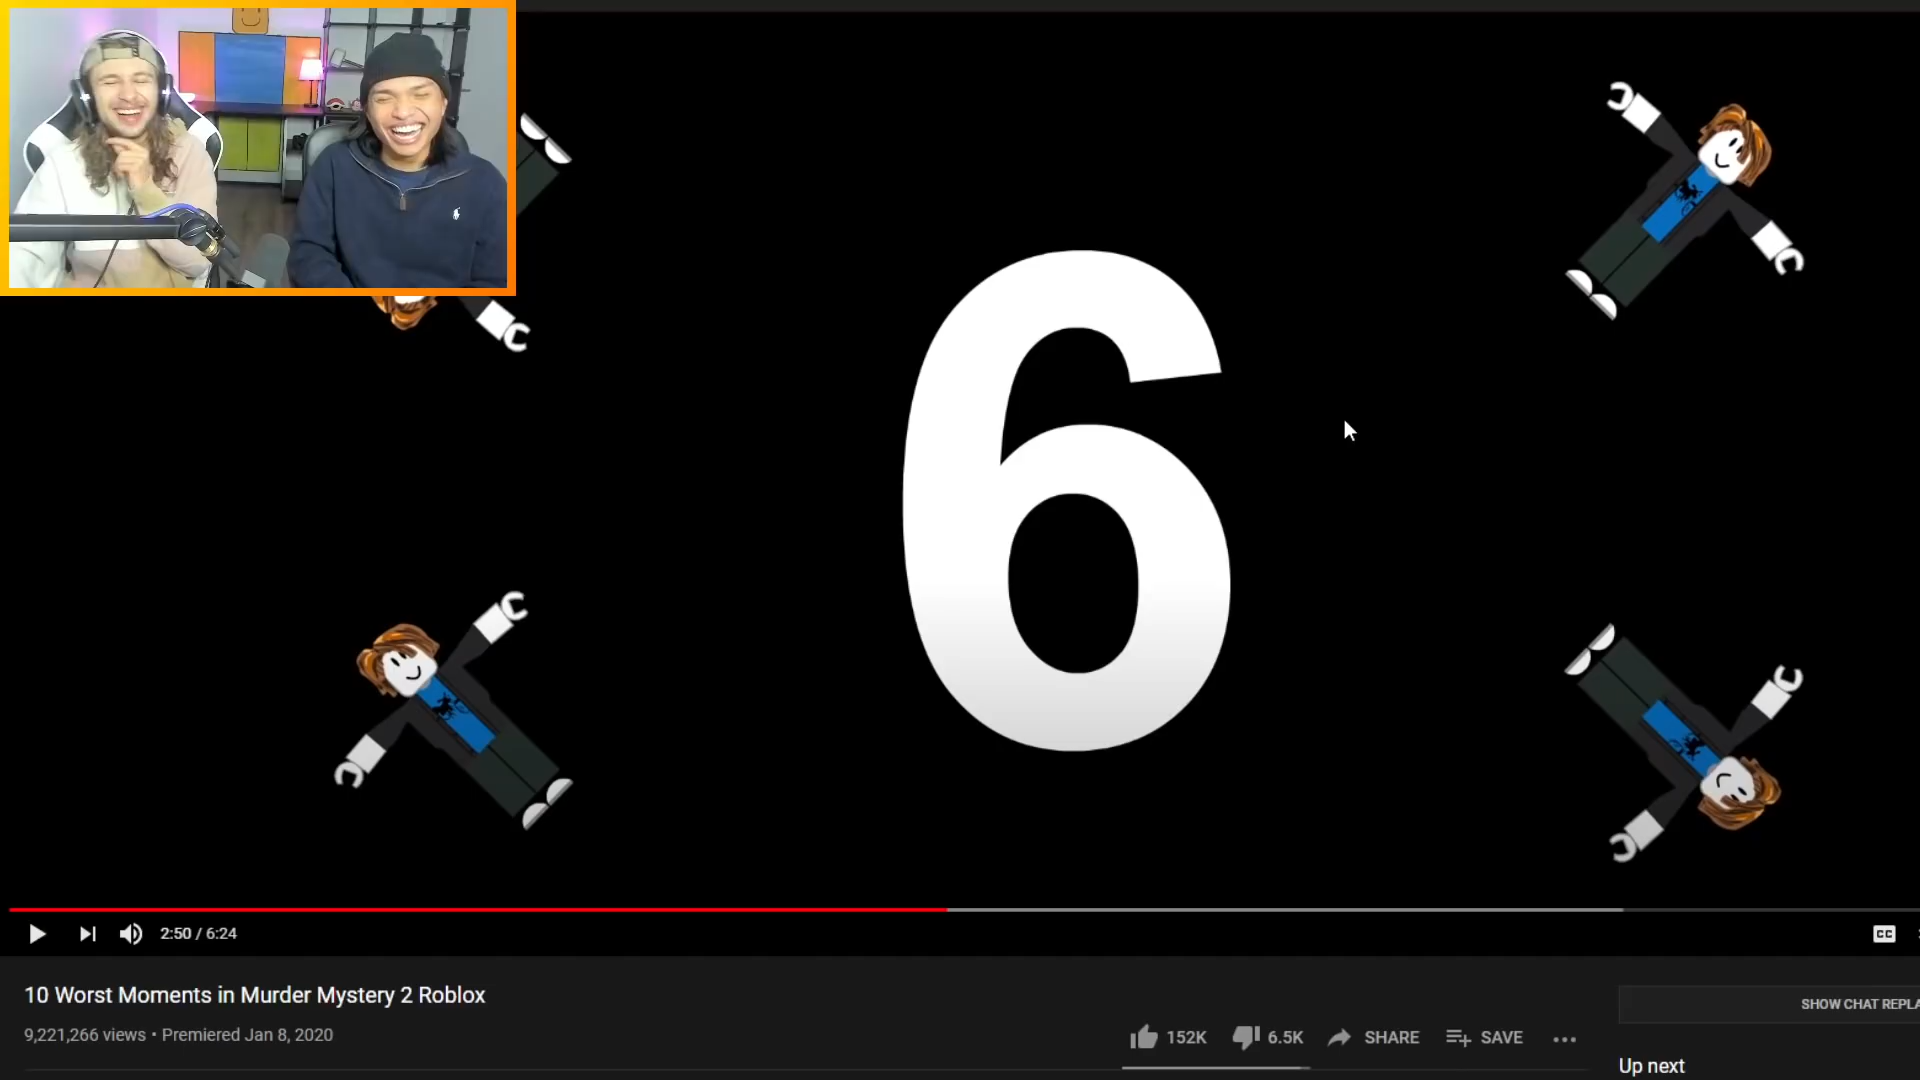 6
2:50 / 6:24
CC
10 Worst Moments in Murder Mystery 2 Roblox
9,221,266 views • Premiered Jan 8, 2020
152K 6.5K SHARE SAVE
SHOW CHAT REPLA
Up next